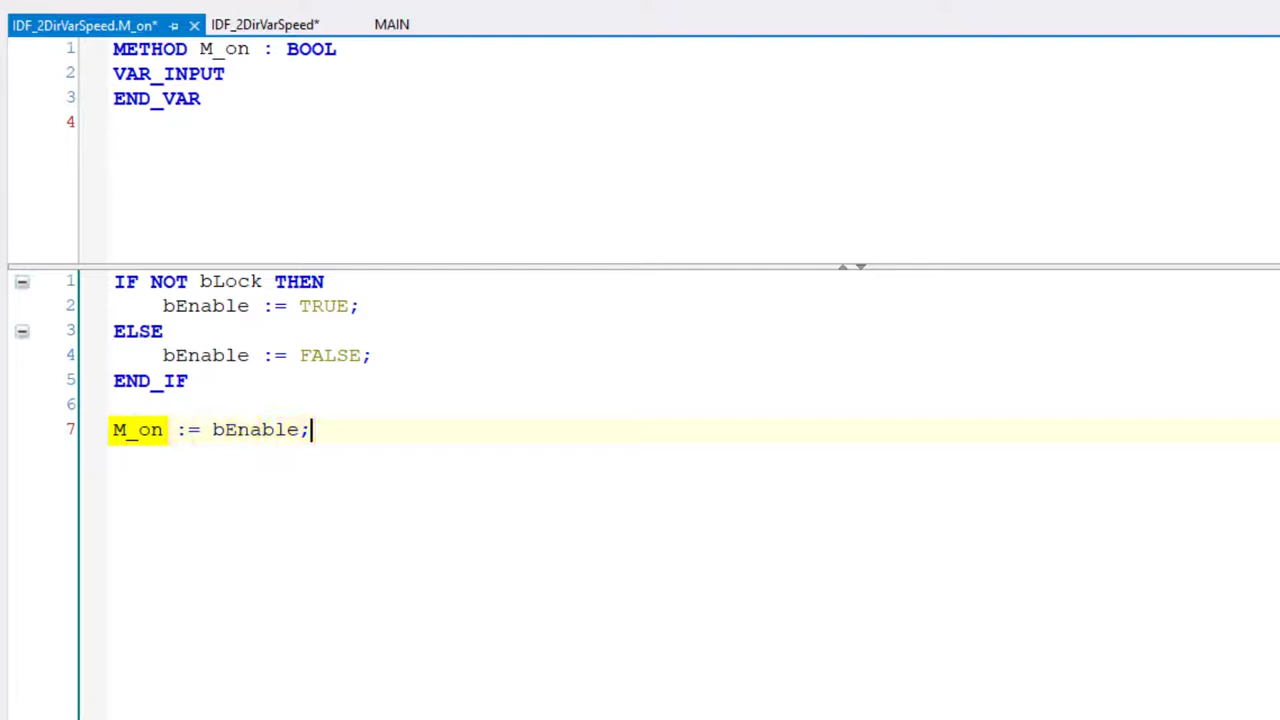 IDF_2DirVarSpeed.M_on* IDF_2DirVarSpeed* MAIN
1 METHOD M_on : BOOL
2 VAR_INPUT
3 END_VAR
4
1 IF NOT bLock THEN
2 bEnable := TRUE;
3 ELSE
4 bEnable := FALSE;
5 END_IF
6
7 M_on := bEnable;